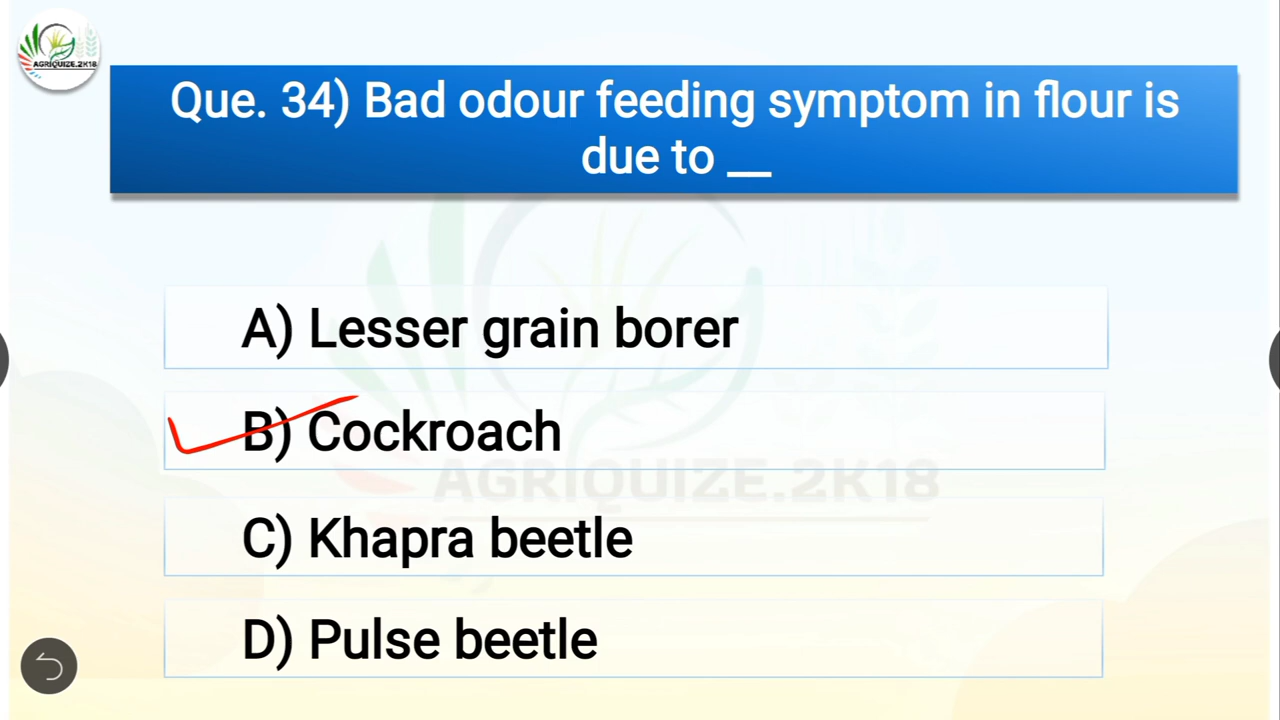 AGRIQUIZE.2K18
Que. 34) Bad odour feeding symptom in flour is
due to __
A) Lesser grain borer
B) Cockroach
AGRIQUIZE.2K18
C) Khapra beetle
D) Pulse beetle